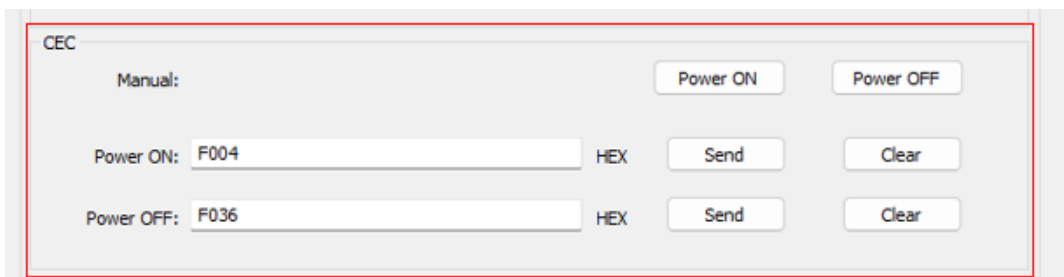 CEC
Manual: Power ON Power OFF
Power ON: F004 HEX Send Clear
Power OFF: F036 HEX Send Clear